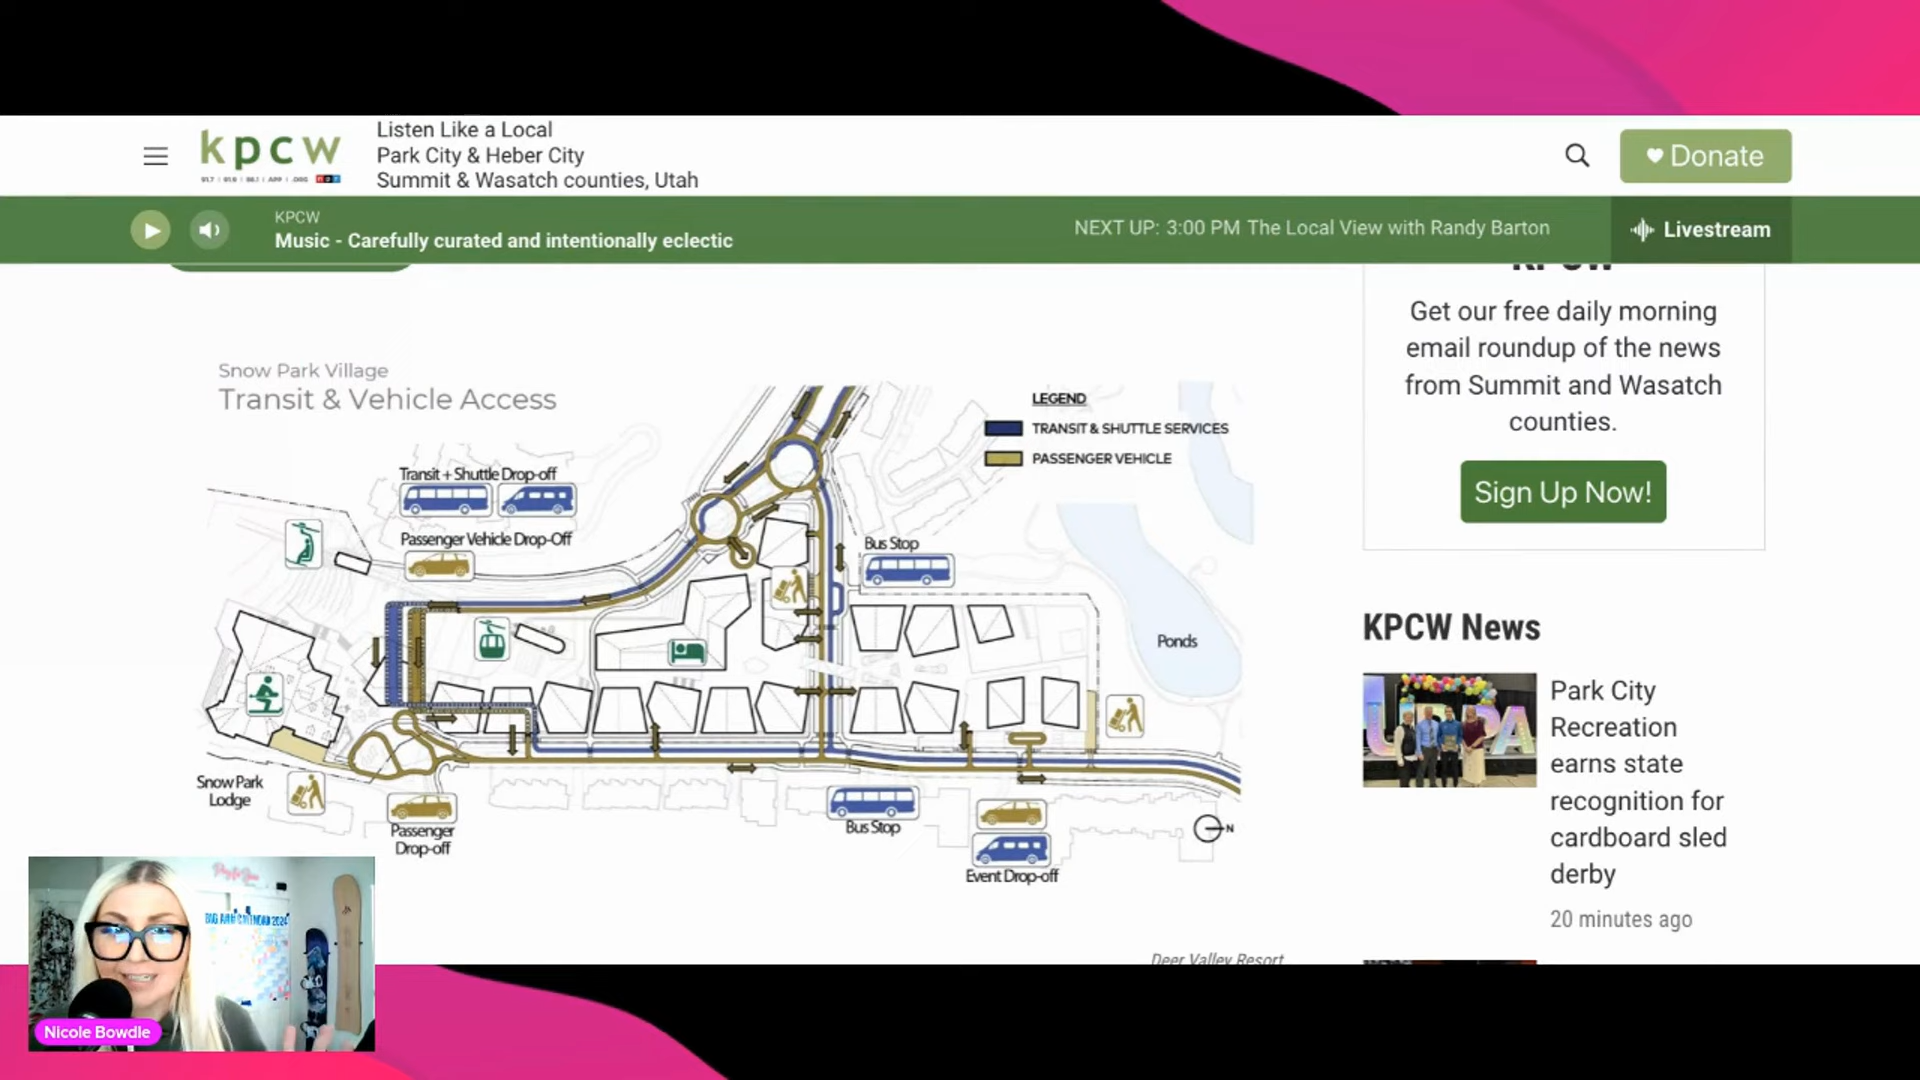 kpcw
Listen Like a Local
Park City & Heber City
Summit & Wasatch counties, Utah
Donate
KPCW
Music - Carefully curated and intentionally eclectic
NEXT UP: 3:00 PM The Local View with Randy Barton
Livestream
KPCW
Get our free daily morning
email roundup of the news
from Summit and Wasatch
counties.
Sign Up Now!
Snow Park Village
Transit & Vehicle Access
LEGEND
TRANSIT & SHUTTLE SERVICES
PASSENGER VEHICLE
Transit + Shuttle Drop-off
Passenger Vehicle Drop-Off
Bus Stop
Ponds
Snow Park
Lodge
Passenger
Drop-off
Bus Stop
Event Drop-off
N
Deer Valley Resort
KPCW News
Park City
Recreation
earns state
recognition for
cardboard sled
derby
20 minutes ago
Nicole Bowdle